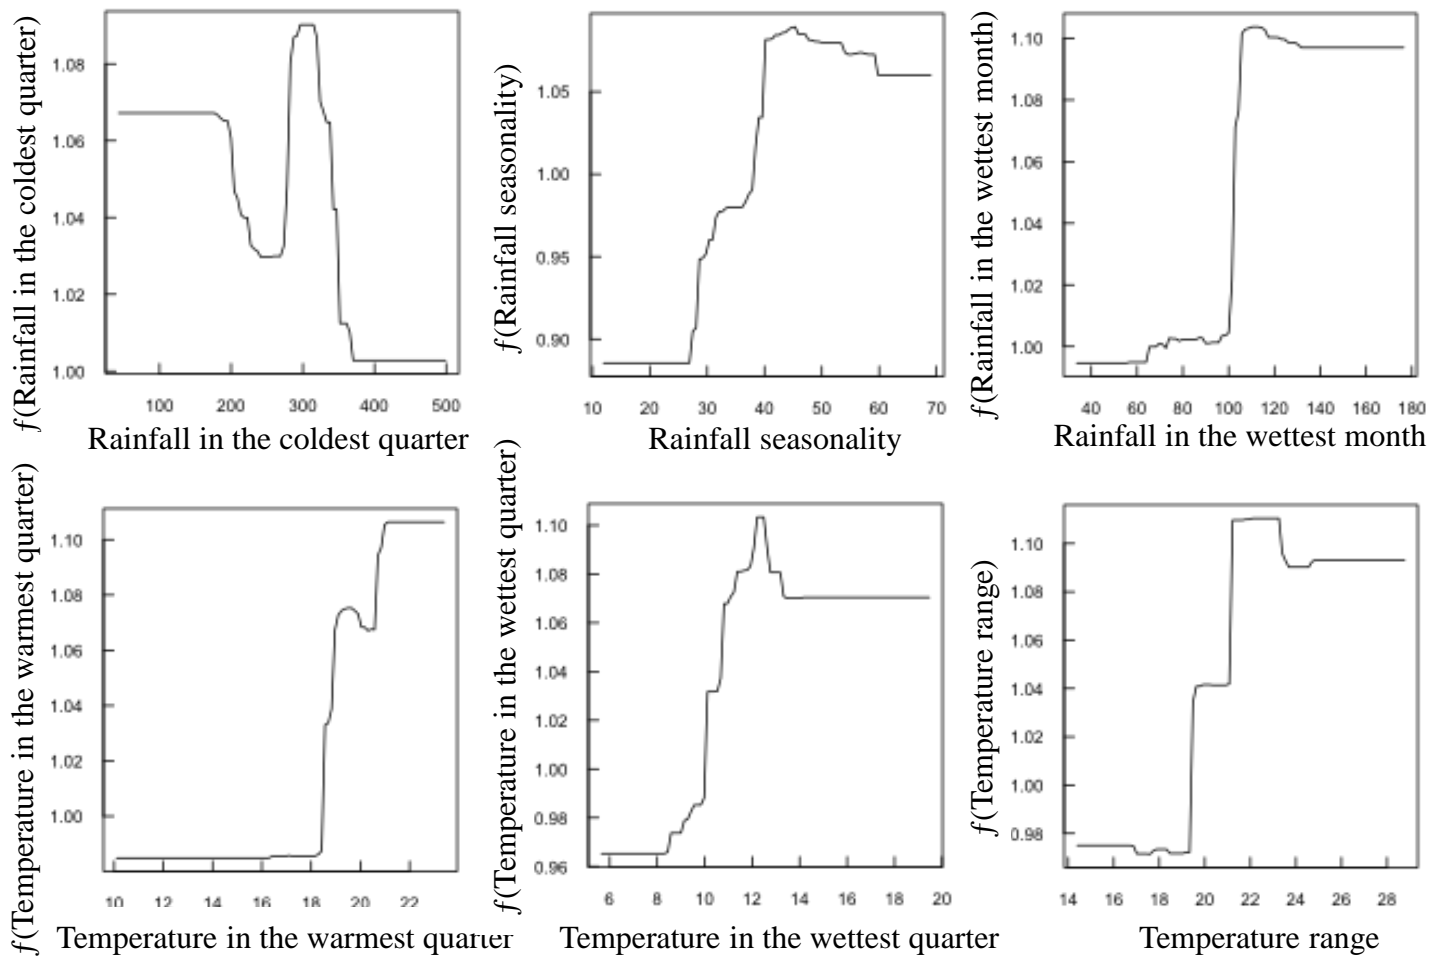 f(Rainfall in the coldest quarter)
1.08
1.06
1.04
1.02
1.00
100 200 300 400 500
Rainfall in the coldest quarter
f(Rainfall seasonality)
1.05
1.00
0.95
0.90
10 20 30 40 50 60 70
Rainfall seasonality
f(Rainfall in the wettest month)
1.10
1.08
1.06
1.04
1.02
1.00
40 60 80 100 120 140 160 180
Rainfall in the wettest month
f(Temperature in the warmest quarter)
1.10
1.08
1.06
1.04
1.02
1.00
10 12 14 16 18 20 22
Temperature in the warmest quarter
f(Temperature in the wettest quarter)
1.10
1.08
1.06
1.04
1.02
1.00
0.98
0.96
6 8 10 12 14 16 18 20
Temperature in the wettest quarter
f(Temperature range)
1.10
1.08
1.06
1.04
1.02
1.00
0.98
14 16 18 20 22 24 26 28
Temperature range